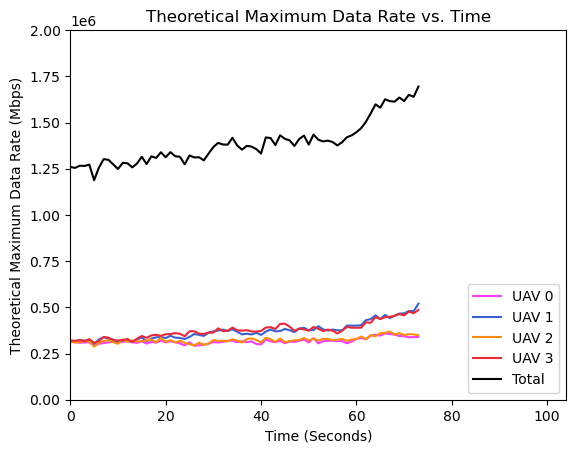 Theoretical Maximum Data Rate vs. Time
1e6
Theoretical Maximum Data Rate (Mbps)
2.00
1.75
1.50
1.25
1.00
0.75
0.50
0.25
0.00
UAV 0
UAV 1
UAV 2
UAV 3
Total
0 20 40 60 80 100
Time (Seconds)